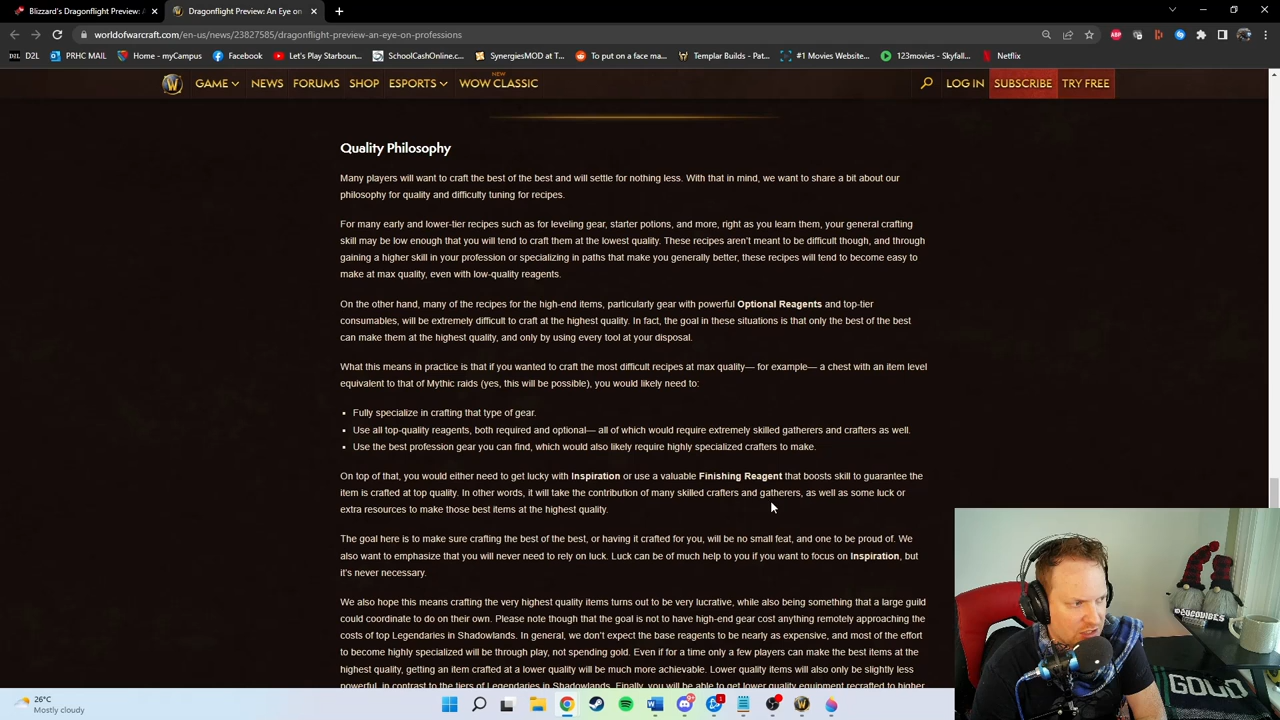 Blizzard's Dragonflight Preview: A
Dragonflight Preview: An Eye on
worldofwarcraft.com/en-us/news/23827585/dragonflight-preview-an-eye-on-professions
D2L
PRHC MAIL
Home - myCampus
Facebook
Let's Play Starboun...
SchoolCashOnline.c...
SynergiesMOD at T...
To put on a face ma...
Templar Builds - Pat...
#1 Movies Website...
123movies - Skyfall...
Netflix
GAME
NEWS
FORUMS
SHOP
ESPORTS
NEW
WOW CLASSIC
LOG IN
SUBSCRIBE
TRY FREE
Quality Philosophy
Many players will want to craft the best of the best and will settle for nothing less. With that in mind, we want to share a bit about our
philosophy for quality and difficulty tuning for recipes.
For many early and lower-tier recipes such as for leveling gear, starter potions, and more, right as you learn them, your general crafting
skill may be low enough that you will tend to craft them at the lowest quality. These recipes aren't meant to be difficult though, and through
gaining a higher skill in your profession or specializing in paths that make you generally better, these recipes will tend to become easy to
make at max quality, even with low-quality reagents.
On the other hand, many of the recipes for the high-end items, particularly gear with powerful Optional Reagents and top-tier
consumables, will be extremely difficult to craft at the highest quality. In fact, the goal in these situations is that only the best of the best
can make them at the highest quality, and only by using every tool at your disposal.
What this means in practice is that if you wanted to craft the most difficult recipes at max quality— for example— a chest with an item level
equivalent to that of Mythic raids (yes, this will be possible), you would likely need to:
Fully specialize in crafting that type of gear.
Use all top-quality reagents, both required and optional— all of which would require extremely skilled gatherers and crafters as well.
Use the best profession gear you can find, which would also likely require highly specialized crafters to make.
On top of that, you would either need to get lucky with Inspiration or use a valuable Finishing Reagent that boosts skill to guarantee the
item is crafted at top quality. In other words, it will take the contribution of many skilled crafters and gatherers, as well as some luck or
extra resources to make those best items at the highest quality.
The goal here is to make sure crafting the best of the best, or having it crafted for you, will be no small feat, and one to be proud of. We
also want to emphasize that you will never need to rely on luck. Luck can be of much help to you if you want to focus on Inspiration, but
it's never necessary.
We also hope this means crafting the very highest quality items turns out to be very lucrative, while also being something that a large guild
could coordinate to do on their own. Please note though that the goal is not to have high-end gear cost anything remotely approaching the
costs of top Legendaries in Shadowlands. In general, we don't expect the base reagents to be nearly as expensive, and most of the effort
to become highly specialized will be through play, not spending gold. Even if for a time only a few players can make the best items at the
highest quality, getting an item crafted at a lower quality will be much more achievable. Lower quality items will also only be slightly less
powerful, in contrast to the tiers of Legendaries in Shadowlands. Finally, you will be able to get lower quality equipment recrafted to higher
GOLD
26°C
Mostly cloudy